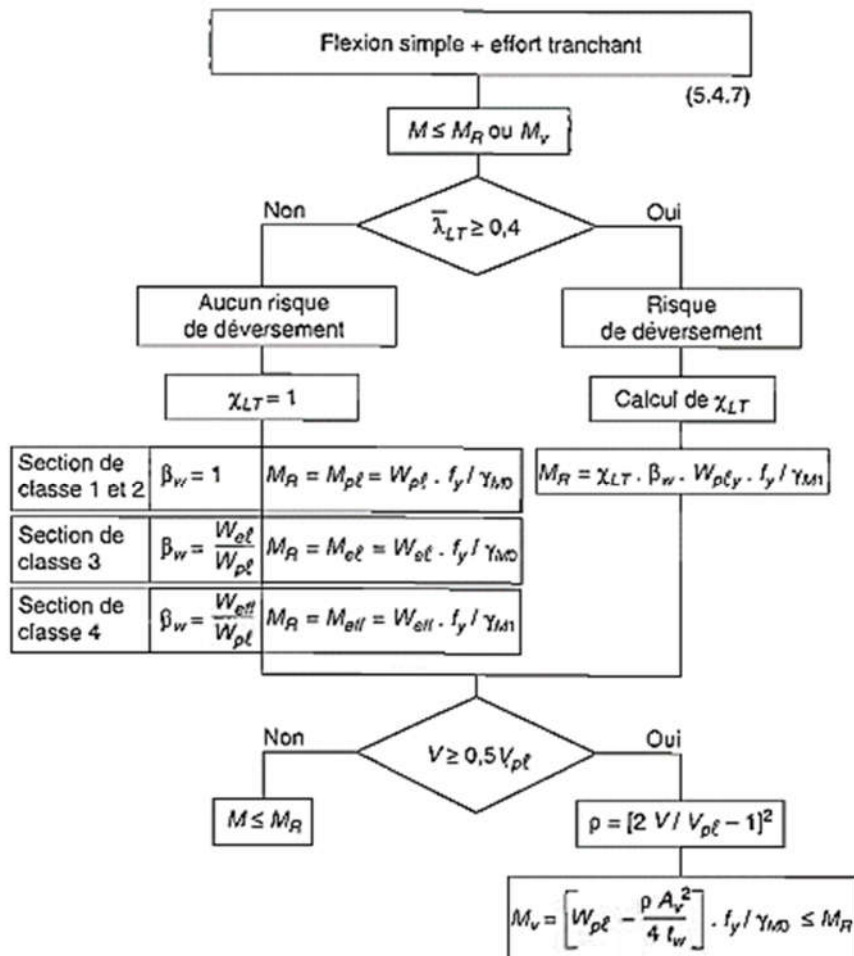 Flexion simple + effort tranchant
(5.4.7)
M ≤ M_R ou M_v
Non
λ̅_LT ≥ 0,4
Oui
Aucun risque
de déversement
Risque
de déversement
χ_LT = 1
Calcul de χ_LT
Section de
classe 1 et 2
β_w = 1
M_R = M_pℓ = W_pℓ . f_y / γ_M0
M_R = χ_LT . β_w . W_pℓy . f_y / γ_M1
Section de
classe 3
β_w = W_eℓ / W_pℓ
M_R = M_eℓ = W_eℓ . f_y / γ_M0
Section de
classe 4
β_w = W_eff / W_pℓ
M_R = M_eff = W_eff . f_y / γ_M1
Non
V ≥ 0,5 V_pℓ
Oui
M ≤ M_R
ρ = [2 V / V_pℓ – 1]²
M_v = [W_pℓ – ρ A_v² / 4 t_w] . f_y / γ_M0 ≤ M_R